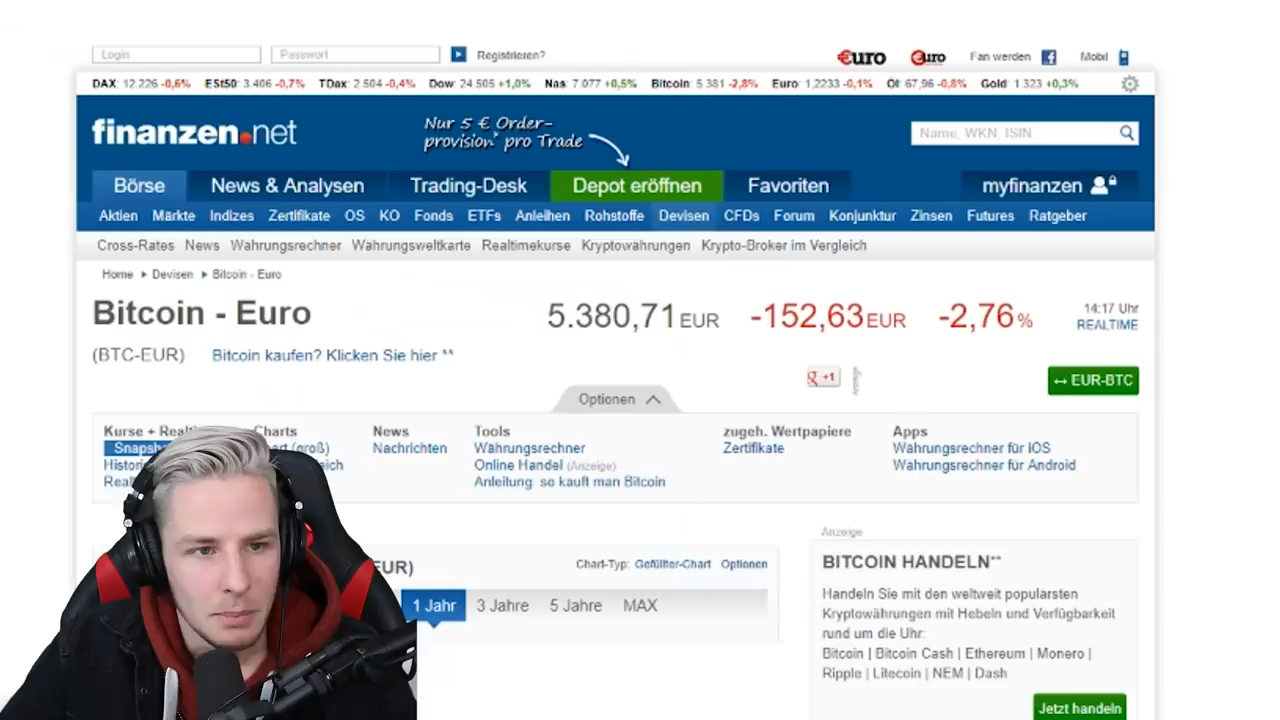 Login Passwort Registrieren? €uro €uro Fan werden Mobil
DAX: 12.226 -0,6% ESt50: 3.406 -0,7% TDax: 2.504 -0,4% Dow: 24.505 +1,0% Nas: 7.077 +0,5% Bitcoin: 5.381 -2,8% Euro: 1,2233 -0,1% Öl: 67,96 -0,8% Gold: 1.323 +0,3%
finanzen.net
Nur 5 € Order-
provision* pro Trade
Name, WKN, ISIN
Börse News & Analysen Trading-Desk Depot eröffnen Favoriten myfinanzen
Aktien Märkte Indizes Zertifikate OS KO Fonds ETFs Anleihen Rohstoffe Devisen CFDs Forum Konjunktur Zinsen Futures Ratgeber
Cross-Rates News Währungsrechner Währungsweltkarte Realtimekurse Kryptowährungen Krypto-Broker im Vergleich
Home Devisen Bitcoin - Euro
Bitcoin - Euro 5.380,71 EUR -152,63 EUR -2,76 % 14:17 Uhr
REALTIME
(BTC-EUR) Bitcoin kaufen? Klicken Sie hier **
+1 Anzeige ↔ EUR-BTC
Optionen
Kurse + Realt Charts News Tools zugeh. Wertpapiere Apps
Snapsh rt (groß) Nachrichten Währungsrechner Zertifikate Währungsrechner für iOS
Histori eich Online Handel (Anzeige) Währungsrechner für Android
Real Anleitung: so kauft man Bitcoin
Anzeige
EUR) Chart-Typ: Gefüllter-Chart Optionen
1 Jahr 3 Jahre 5 Jahre MAX
BITCOIN HANDELN**
Handeln Sie mit den weltweit populärsten
Kryptowährungen mit Hebeln und Verfügbarkeit
rund um die Uhr:
Bitcoin | Bitcoin Cash | Ethereum | Monero |
Ripple | Litecoin | NEM | Dash
Jetzt handeln